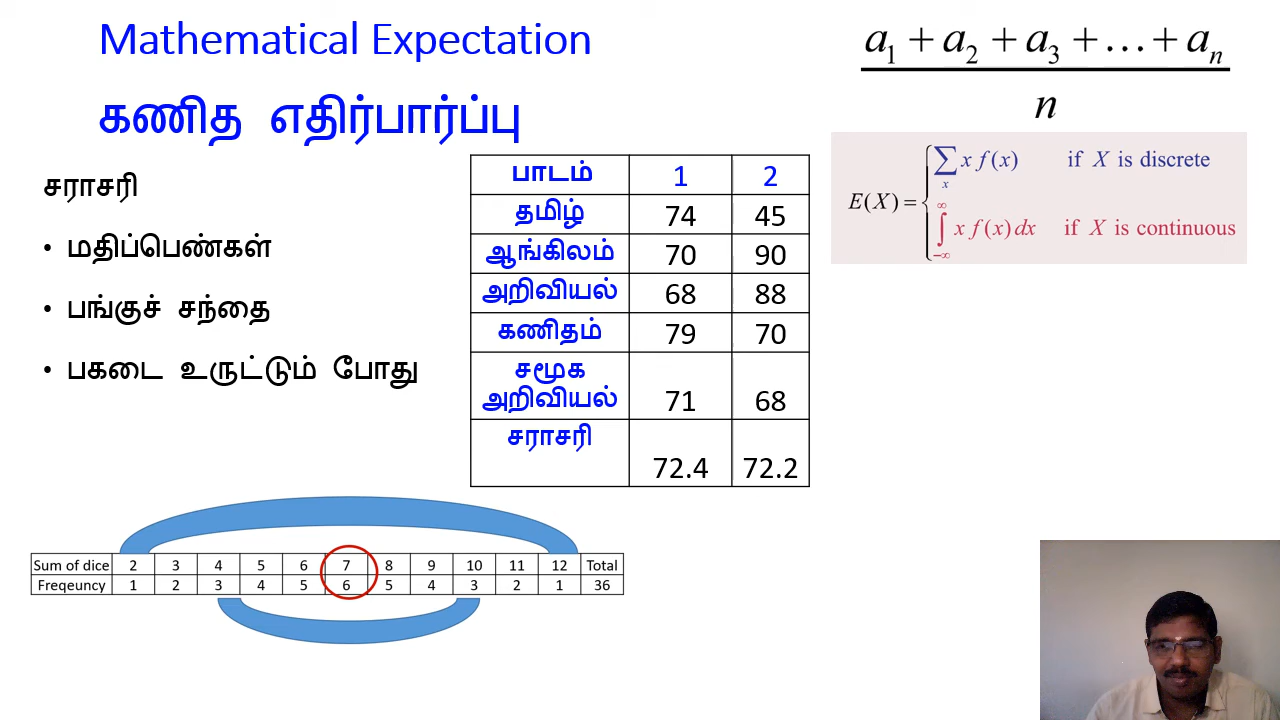 Mathematical Expectation
கணித எதிர்பார்ப்பு
சராசரி
• மதிப்பெண்கள்
• பங்குச் சந்தை
• பகடை உருட்டும் போது
பாடம் 1 2
தமிழ் 74 45
ஆங்கிலம் 70 90
அறிவியல் 68 88
கணிதம் 79 70
சமூக
அறிவியல் 71 68
சராசரி
72.4 72.2
a₁ + a₂ + a₃ + … + aₙ
n
E(X) = { ∑ₓ x f(x) if X is discrete
∫_{−∞}^{∞} x f(x) dx if X is continuous
Sum of dice 2 3 4 5 6 7 8 9 10 11 12 Total
Freqeuncy 1 2 3 4 5 6 5 4 3 2 1 36